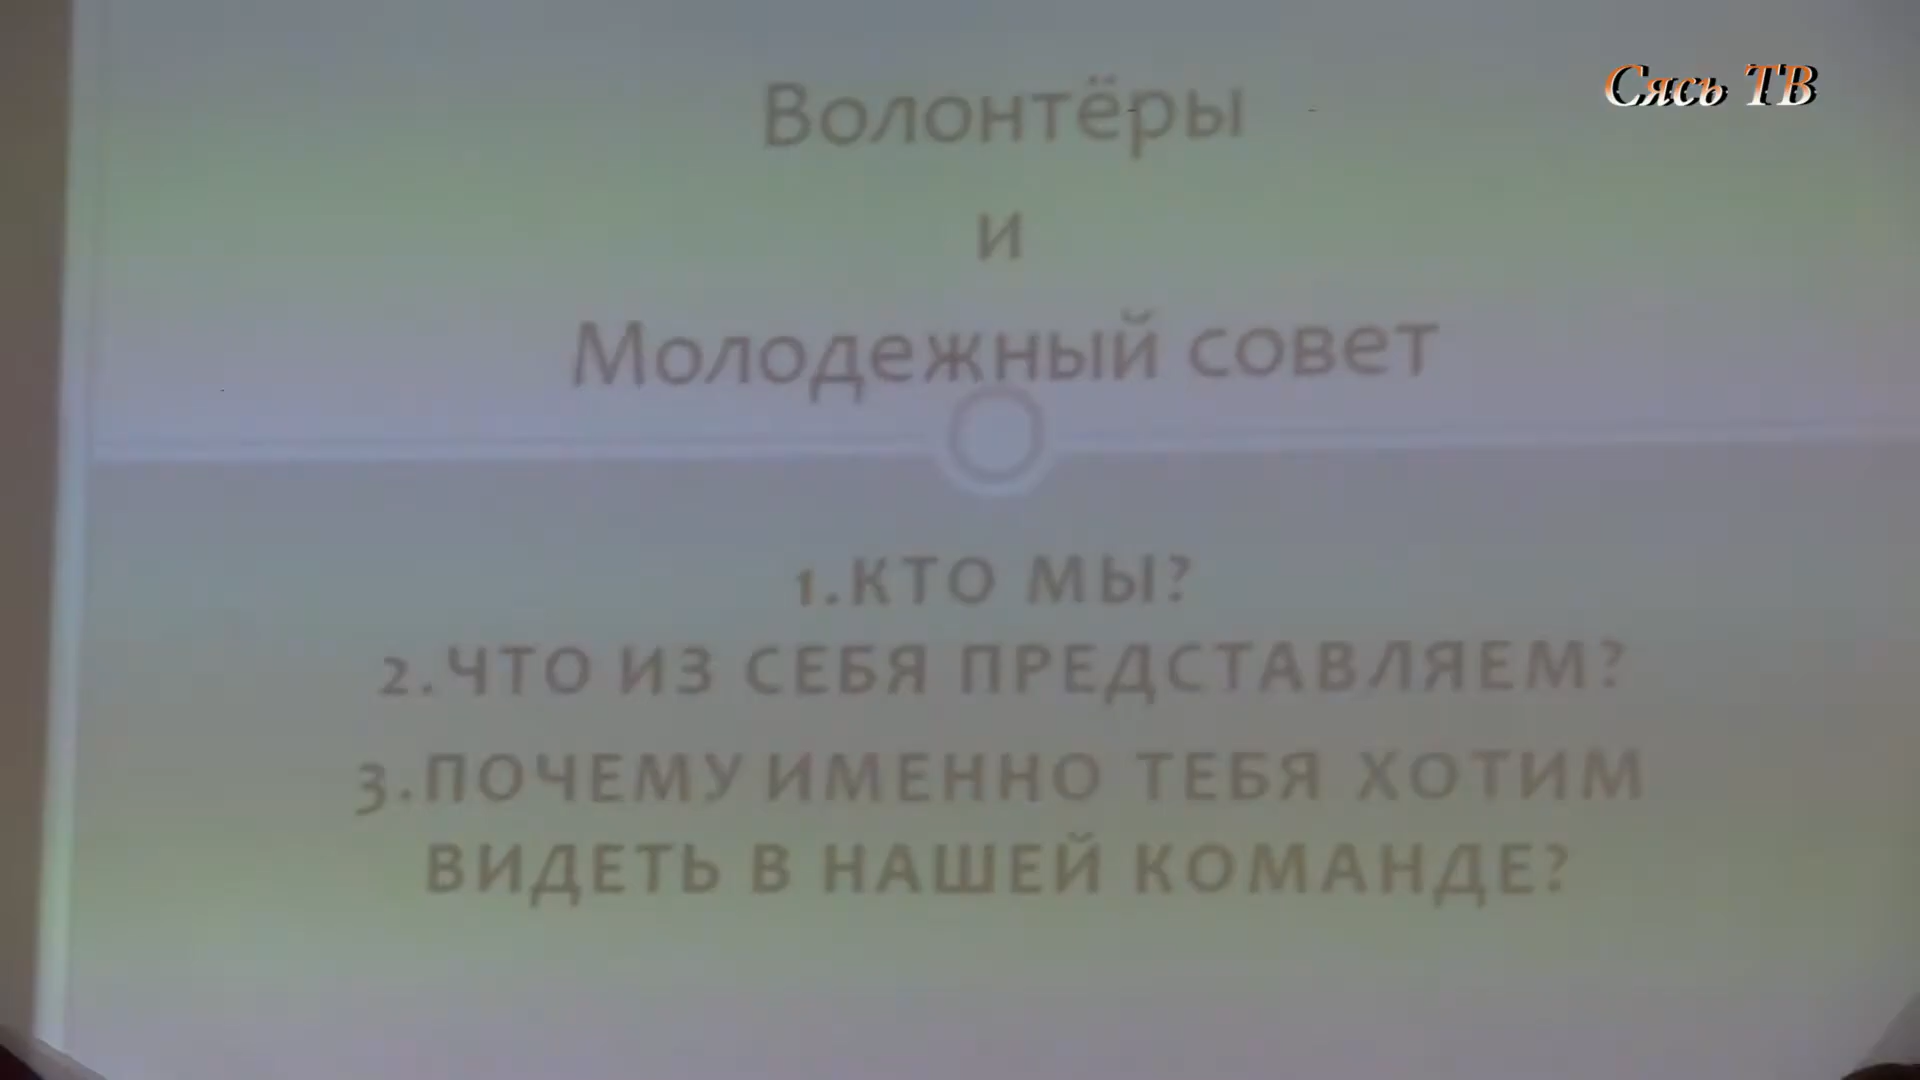 Сясь ТВ
Волонтёры
и
Молодежный совет
1.КТО МЫ?
2.ЧТО ИЗ СЕБЯ ПРЕДСТАВЛЯЕМ?
3.ПОЧЕМУ ИМЕННО ТЕБЯ ХОТИМ
ВИДЕТЬ В НАШЕЙ КОМАНДЕ?